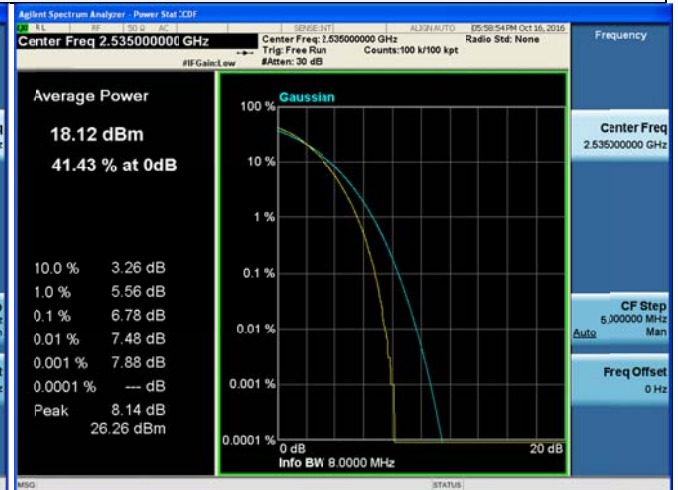 Agilent Spectrum Analyzer - Power Stat CCDF
RL RF 50 Ω AC SENSE:INT ALIGN AUTO 05:58:54 PM Oct 16, 2016
Center Freq 2.535000000 GHz
Center Freq: 2.535000000 GHz Radio Std: None
Trig: Free Run Counts:100 k/100 kpt
#IFGain:Low #Atten: 30 dB
Frequency
Average Power
18.12 dBm
41.43 % at 0dB
10.0 % 3.26 dB
1.0 % 5.56 dB
0.1 % 6.78 dB
0.01 % 7.48 dB
0.001 % 7.88 dB
0.0001 % --- dB
Peak 8.14 dB
26.26 dBm
Gaussian
100 %
10 %
1 %
0.1 %
0.01 %
0.001 %
0.0001 %
0 dB 20 dB
Info BW 8.0000 MHz
Center Freq
2.535000000 GHz
CF Step
5.000000 MHz
Auto Man
Freq Offset
0 Hz
MSG STATUS